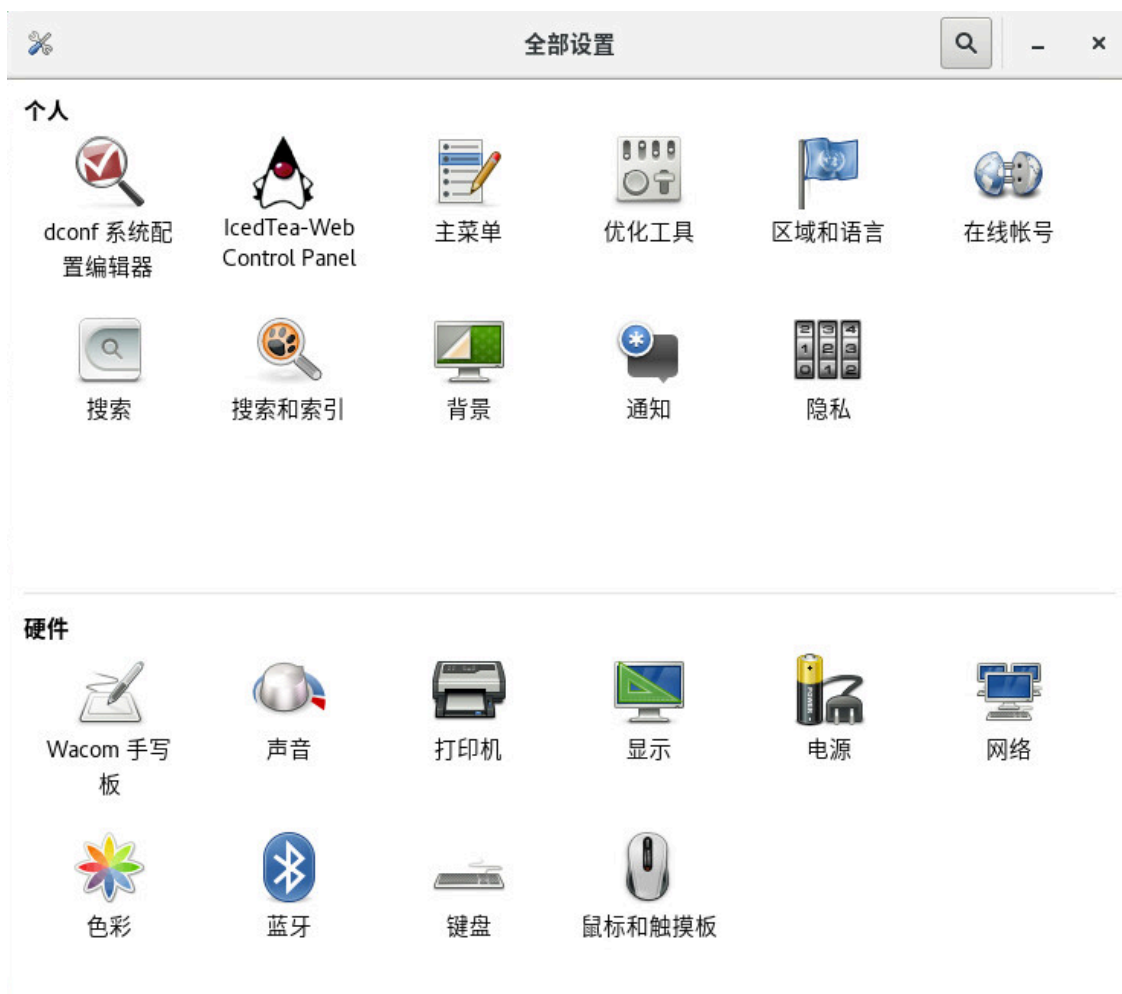 全部设置
个人
dconf 系统配
置编辑器
IcedTea-Web
Control Panel
主菜单
优化工具
区域和语言
在线帐号
搜索
搜索和索引
背景
通知
隐私
硬件
Wacom 手写
板
声音
打印机
显示
电源
网络
色彩
蓝牙
键盘
鼠标和触摸板